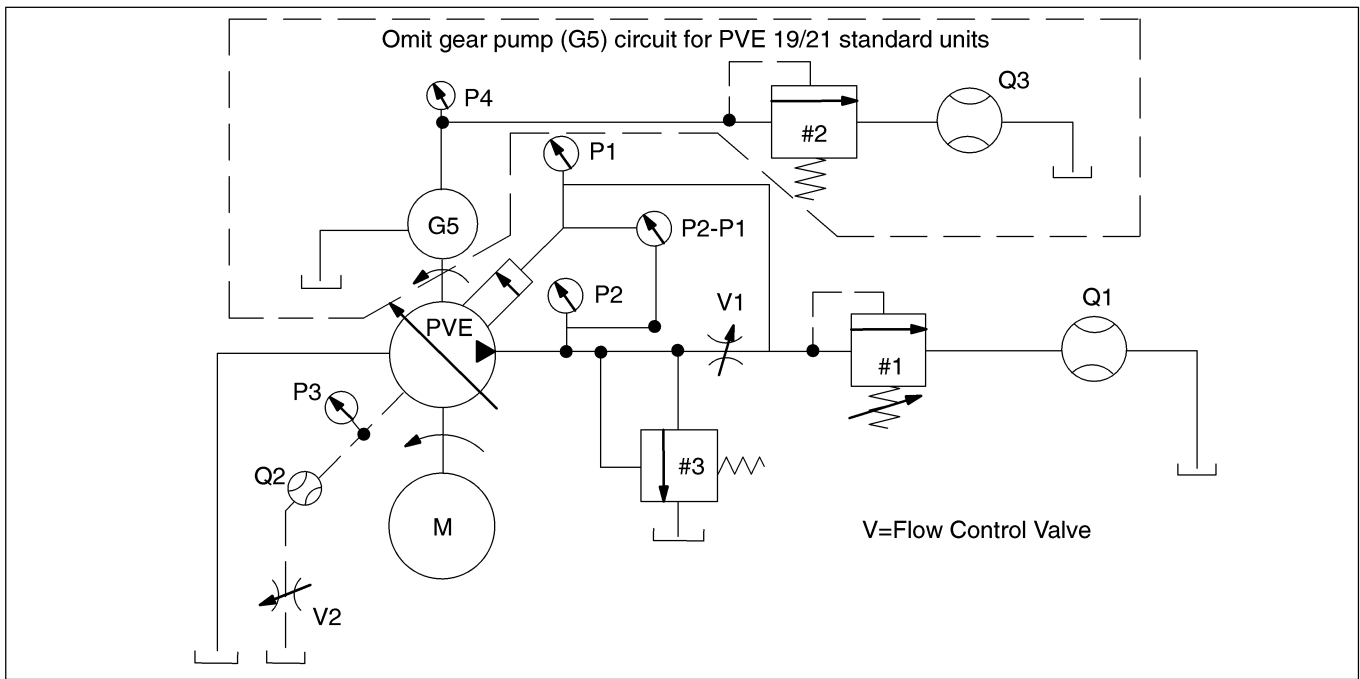 Omit gear pump (G5) circuit for PVE 19/21 standard units
Q3
P4
#2
P1
G5
P2-P1
P2
V1
Q1
PVE
#1
P3
Q2
#3
M
V=Flow Control Valve
V2